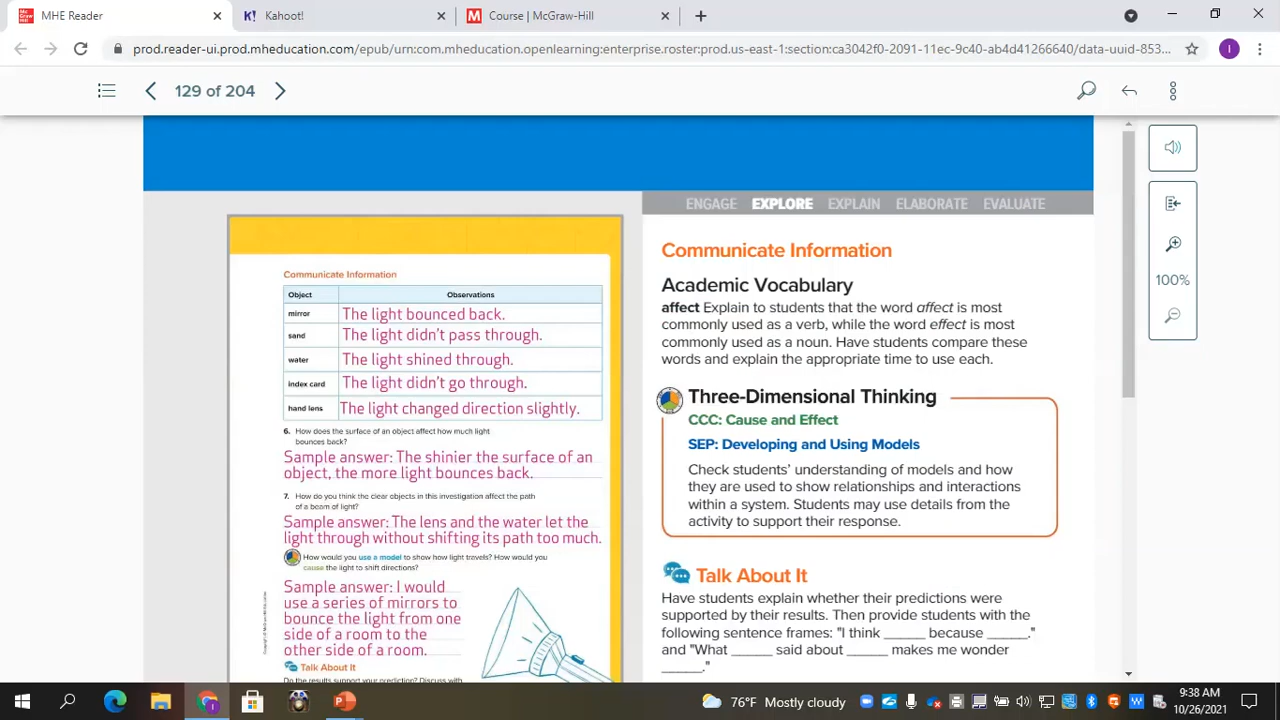 MHE Reader
Kahoot!
Course | McGraw-Hill
prod.reader-ui.prod.mheducation.com/epub/urn:com.mheducation.openlearning:enterprise.roster:prod.us-east-1:section:ca3042f0-2091-11ec-9c40-ab4d41266640/data-uuid-853...
I
129 of 204
ENGAGE EXPLORE EXPLAIN ELABORATE EVALUATE
100%
Communicate Information
Object Observations
mirror The light bounced back.
sand The light didn't pass through.
water The light shined through.
index card The light didn't go through.
hand lens The light changed direction slightly.
6. How does the surface of an object affect how much light
bounces back?
Sample answer: The shinier the surface of an
object, the more light bounces back.
7. How do you think the clear objects in this investigation affect the path
of a beam of light?
Sample answer: The lens and the water let the
light through without shifting its path too much.
How would you use a model to show how light travels? How would you
cause the light to shift directions?
Sample answer: I would
use a series of mirrors to
bounce the light from one
side of a room to the
other side of a room.
Talk About It
Do the results support your prediction? Discuss with
Communicate Information
Academic Vocabulary
affect Explain to students that the word affect is most
commonly used as a verb, while the word effect is most
commonly used as a noun. Have students compare these
words and explain the appropriate time to use each.
Three-Dimensional Thinking
CCC: Cause and Effect
SEP: Developing and Using Models
Check students' understanding of models and how
they are used to show relationships and interactions
within a system. Students may use details from the
activity to support their response.
Talk About It
Have students explain whether their predictions were
supported by their results. Then provide students with the
following sentence frames: "I think ______ because ______."
and "What ______ said about ______ makes me wonder
______."
76°F Mostly cloudy
9:38 AM
10/26/2021